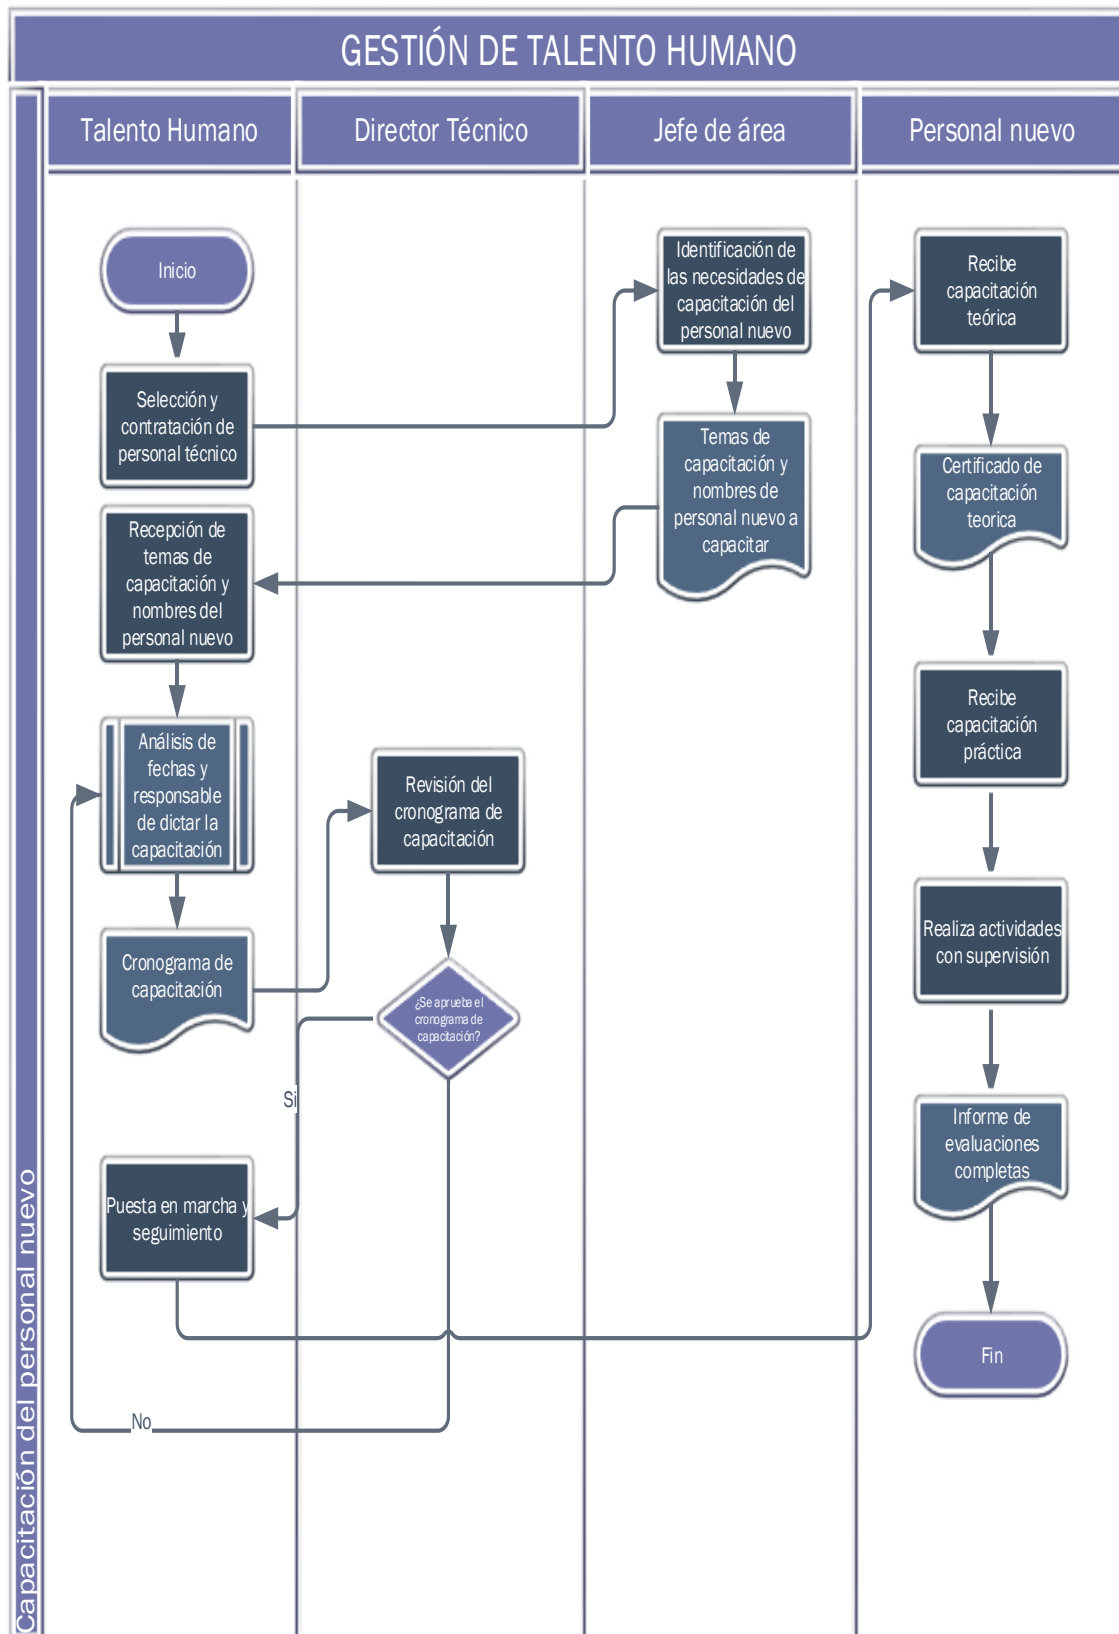 GESTIÓN DE TALENTO HUMANO
Talento Humano
Director Técnico
Jefe de área
Personal nuevo
Capacitación del personal nuevo
Inicio
Selección y
contratación de
personal técnico
Recepción de
temas de
capacitación y
nombres del
personal nuevo
Análisis de
fechas y
responsable
de dictar la
capacitación
Cronograma de
capacitación
Puesta en marcha y
seguimiento
Revisión del
cronograma de
capacitación
¿Se aprueba el
cronograma de
capacitación?
Si
No
Identificación de
las necesidades de
capacitación del
personal nuevo
Temas de
capacitación y
nombres de
personal nuevo a
capacitar
Recibe
capacitación
teórica
Certificado de
capacitación
teorica
Recibe
capacitación
práctica
Realiza actividades
con supervisión
Informe de
evaluaciones
completas
Fin